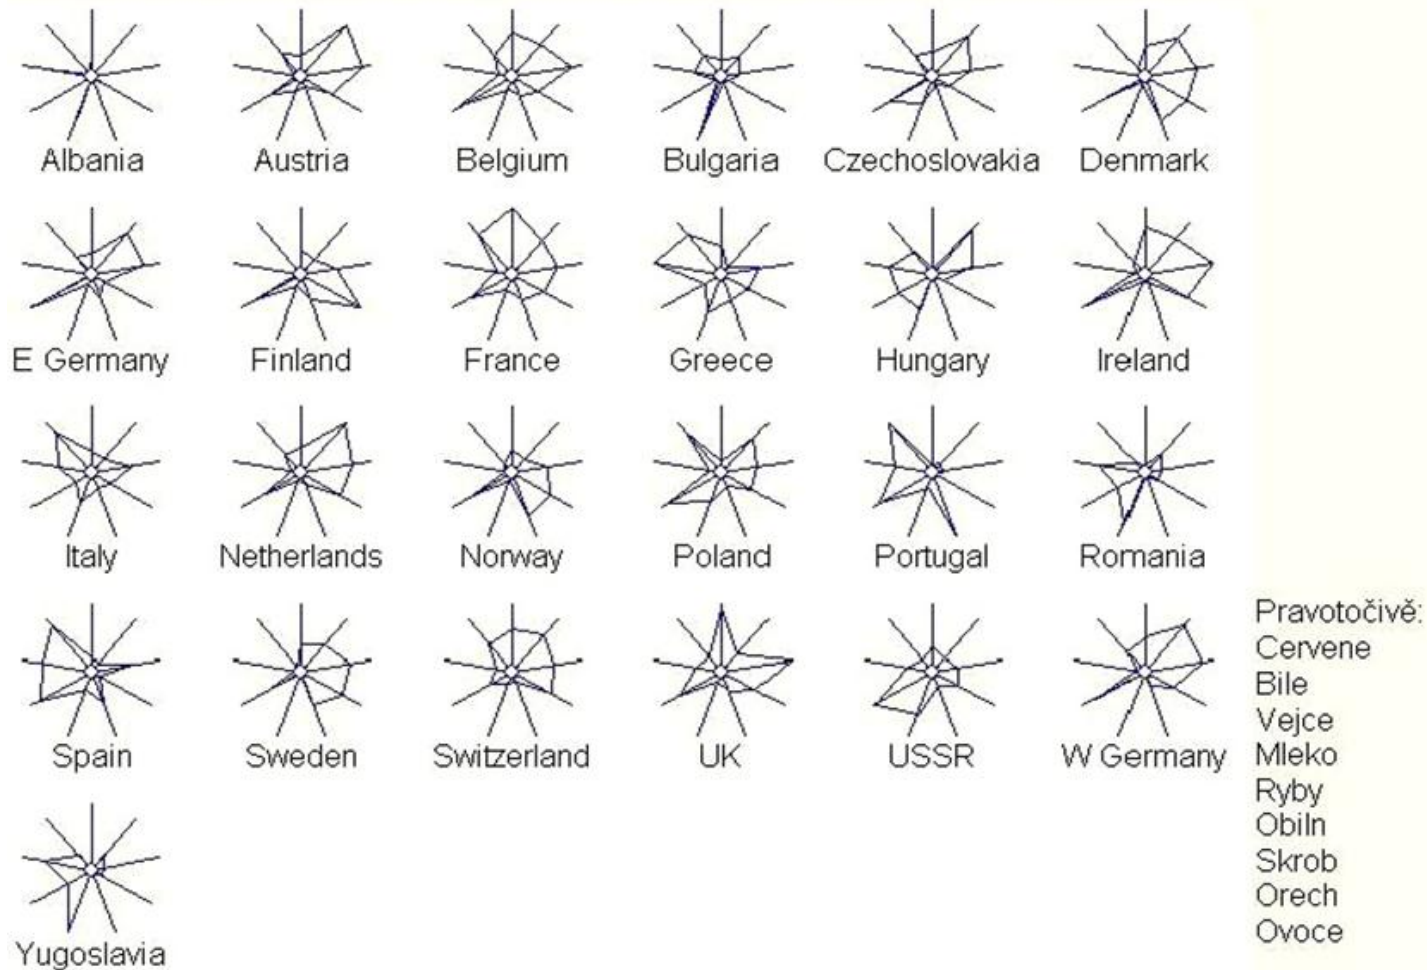 Albania Austria Belgium Bulgaria Czechoslovakia Denmark
E Germany Finland France Greece Hungary Ireland
Italy Netherlands Norway Poland Portugal Romania
Spain Sweden Switzerland UK USSR W Germany
Yugoslavia
Pravotočivě:
Cervene
Bile
Vejce
Mleko
Ryby
Obiln
Skrob
Orech
Ovoce